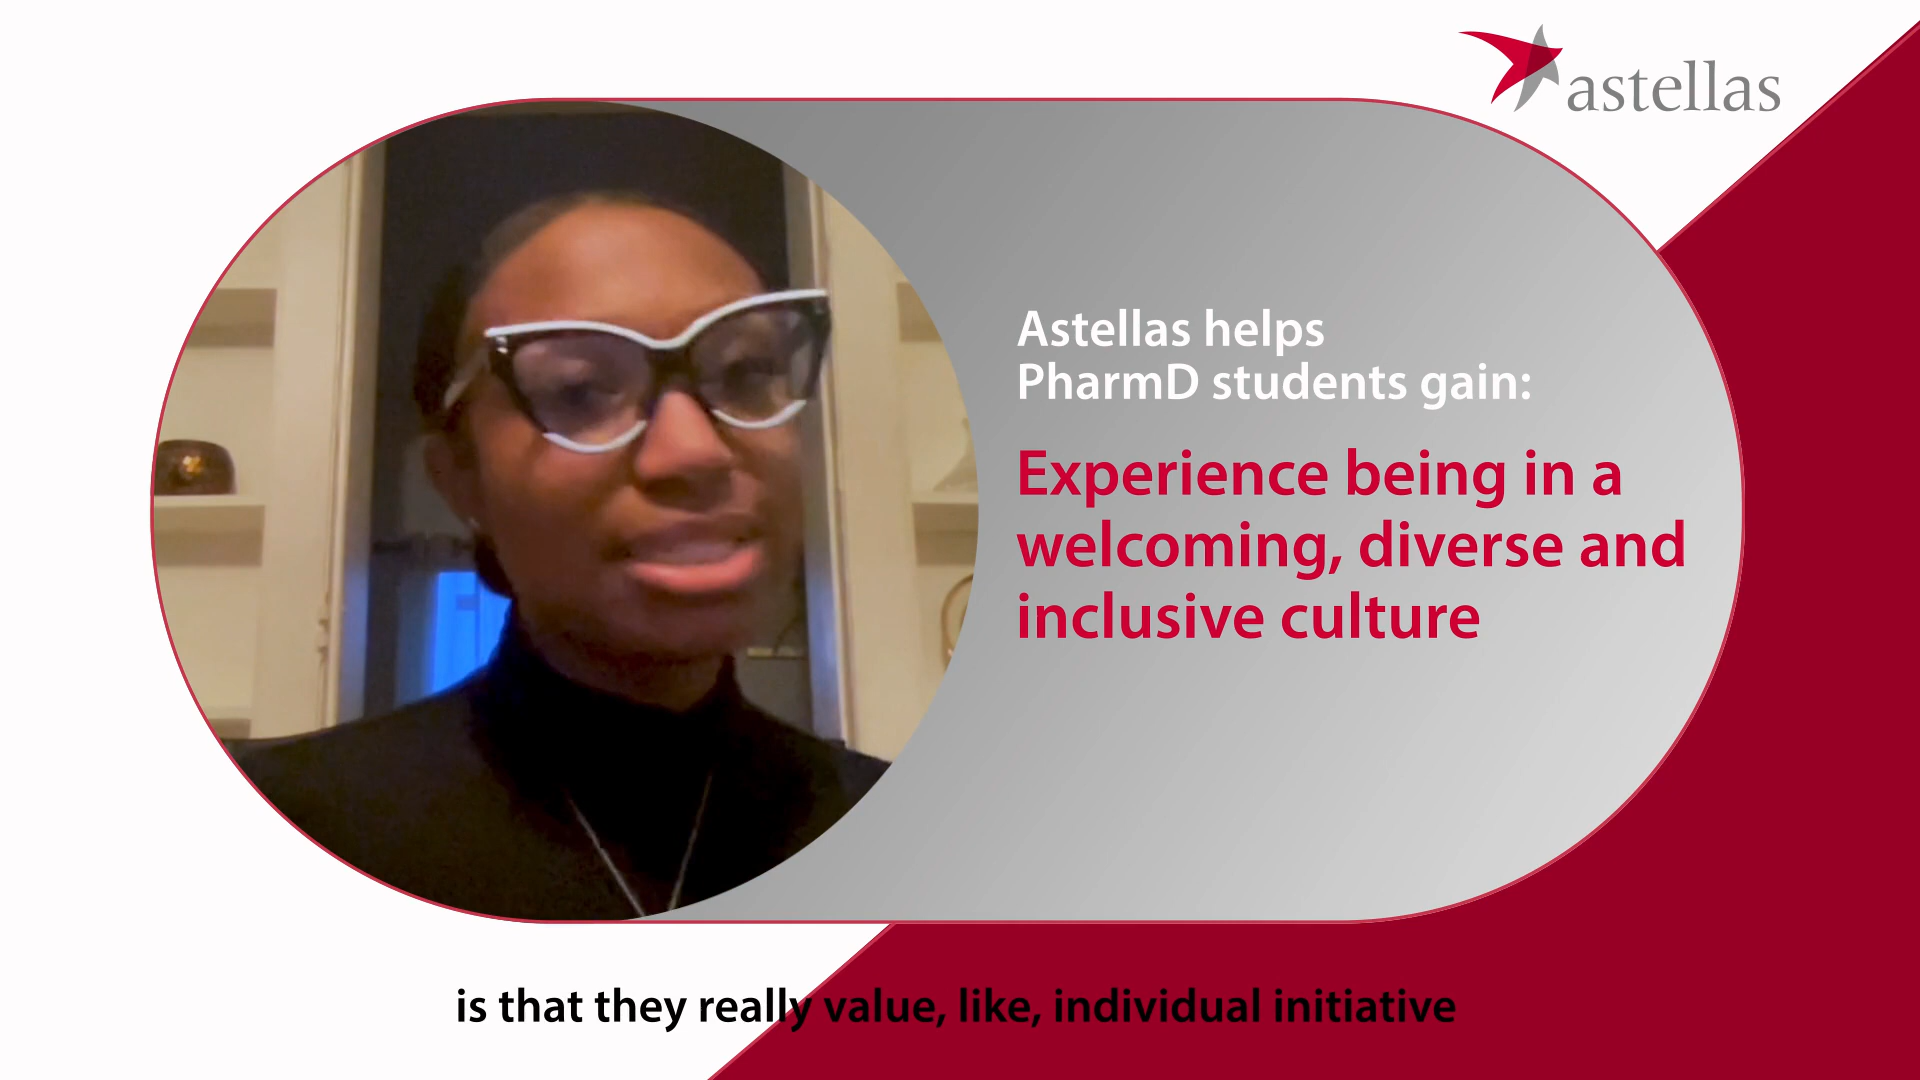 astellas
Astellas helps
PharmD students gain:
Experience being in a
welcoming, diverse and
inclusive culture
is that they really value, like, individual initiative